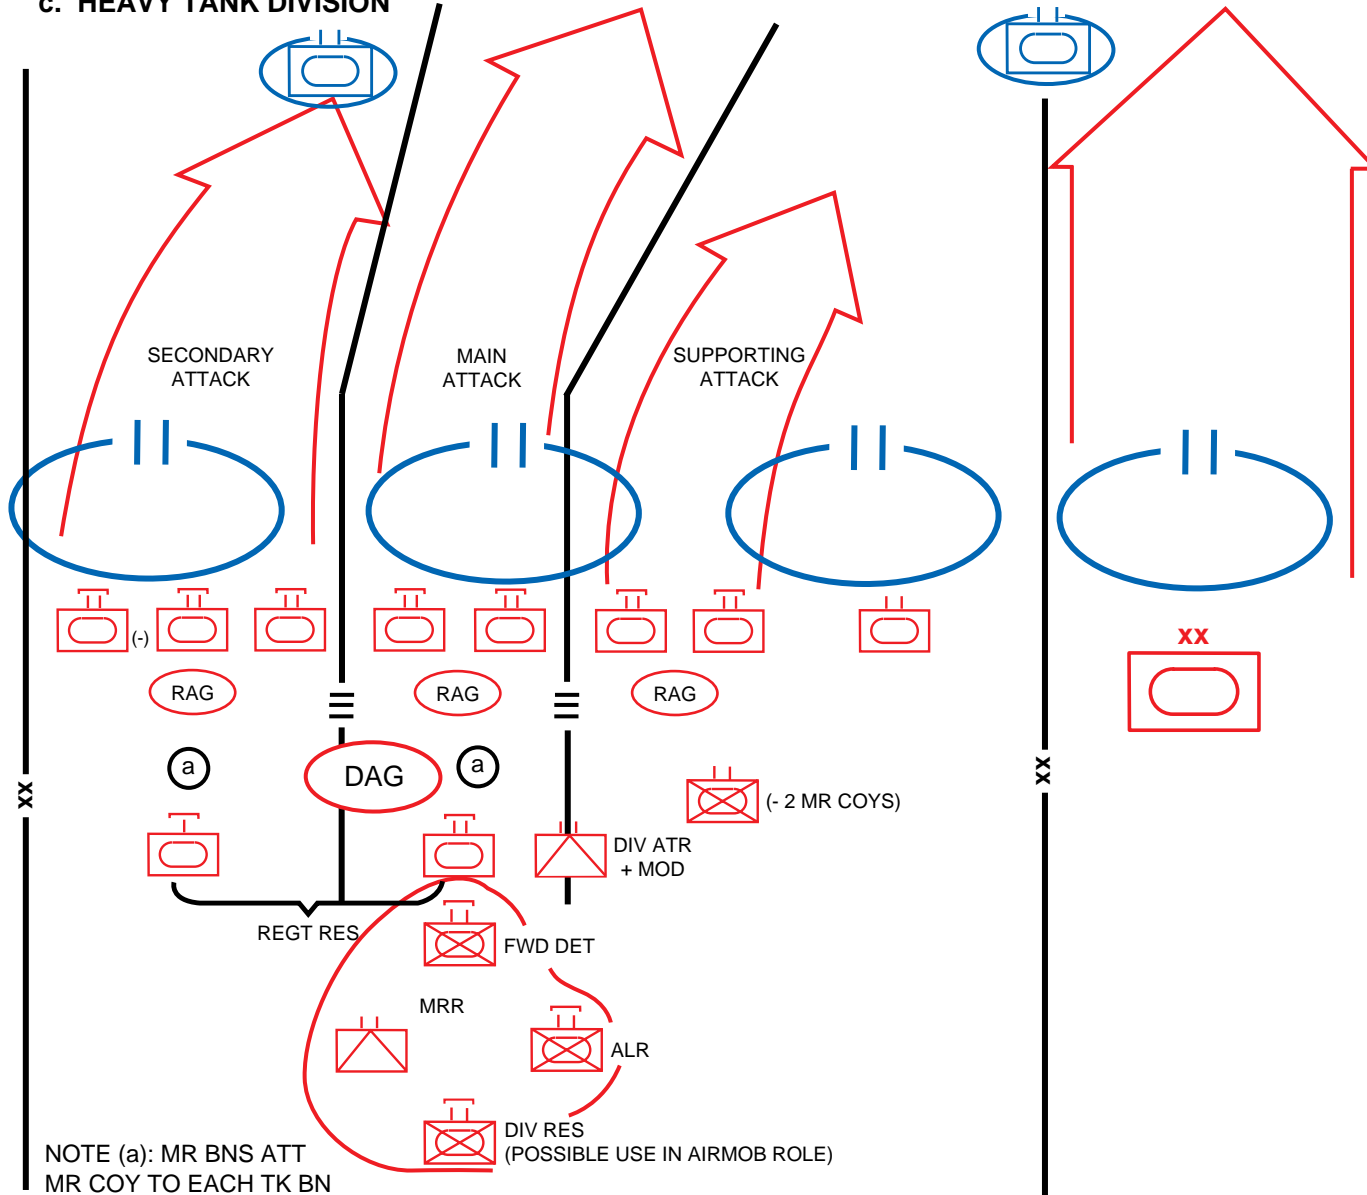 c. HEAVY TANK DIVISION
SECONDARY
ATTACK
MAIN
ATTACK
SUPPORTING
ATTACK
(-)
RAG
RAG
RAG
xx
a
DAG
a
xx
xx
(- 2 MR COYS)
DIV ATR
+ MOD
REGT RES
FWD DET
MRR
ALR
DIV RES
(POSSIBLE USE IN AIRMOB ROLE)
NOTE (a): MR BNS ATT
MR COY TO EACH TK BN